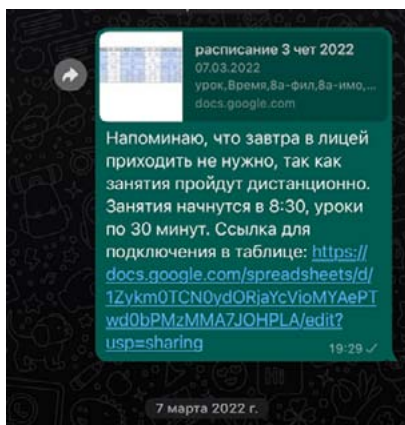 расписание 3 чет 2022
07.03.2022
урок,Время,8а-фил,8а-имо,...
docs.google.com
Напоминаю, что завтра в лицей
приходить не нужно, так как
занятия пройдут дистанционно.
Занятия начнутся в 8:30, уроки
по 30 минут. Ссылка для
подключения в таблице: https://
docs.google.com/spreadsheets/d/
1Zykm0TCN0ydORjaYcVioMYAePT
wd0bPMzMMA7JOHPLA/edit?
usp=sharing
19:29
7 марта 2022 г.